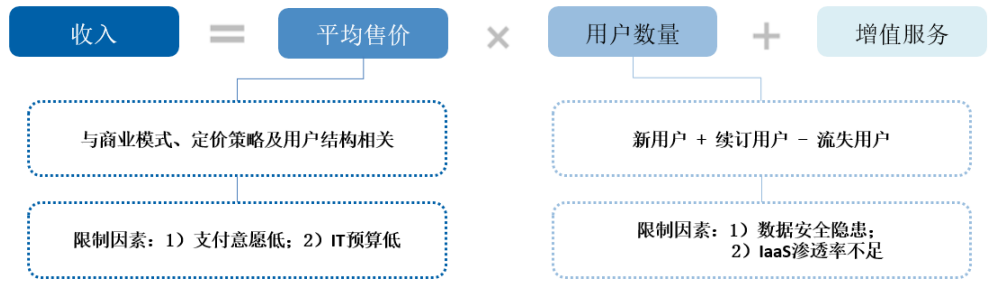 收入 = 平均售价 × 用户数量 + 增值服务
与商业模式、定价策略及用户结构相关
新用户 + 续订用户 - 流失用户
限制因素：1）支付意愿低；2）IT预算低
限制因素：1）数据安全隐患；
2）IaaS渗透率不足